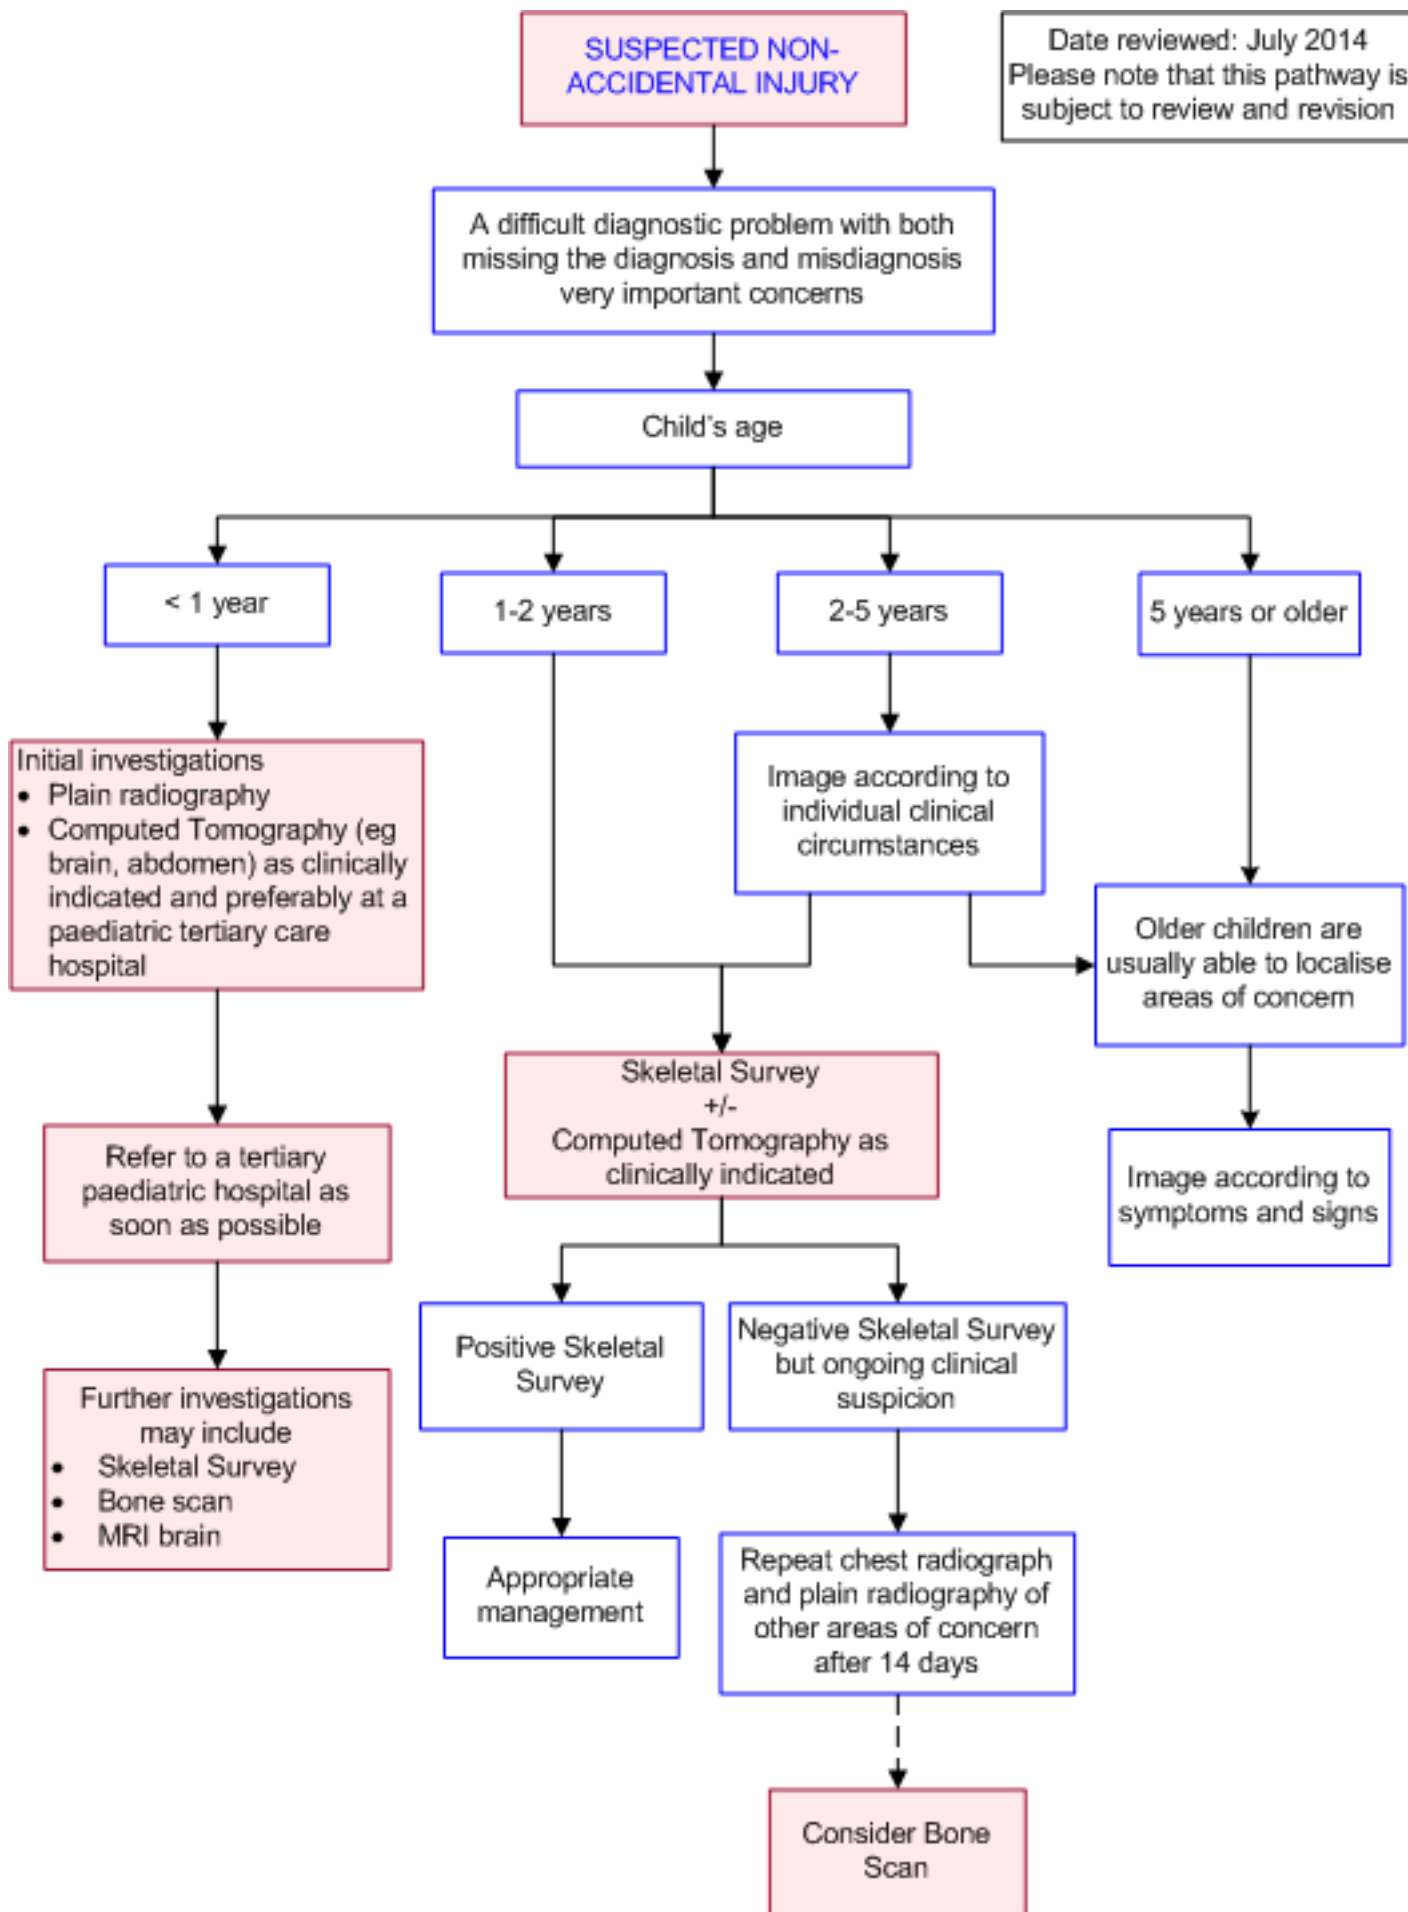 SUSPECTED NON-
ACCIDENTAL INJURY
Date reviewed: July 2014
Please note that this pathway is
subject to review and revision
A difficult diagnostic problem with both
missing the diagnosis and misdiagnosis
very important concerns
Child's age
< 1 year
1-2 years
2-5 years
5 years or older
Initial investigations
• Plain radiography
• Computed Tomography (eg
brain, abdomen) as clinically
indicated and preferably at a
paediatric tertiary care
hospital
Image according to
individual clinical
circumstances
Older children are
usually able to localise
areas of concern
Skeletal Survey
+/-
Computed Tomography as
clinically indicated
Refer to a tertiary
paediatric hospital as
soon as possible
Image according to
symptoms and signs
Positive Skeletal
Survey
Negative Skeletal Survey
but ongoing clinical
suspicion
Further investigations
may include
• Skeletal Survey
• Bone scan
• MRI brain
Appropriate
management
Repeat chest radiograph
and plain radiography of
other areas of concern
after 14 days
Consider Bone
Scan